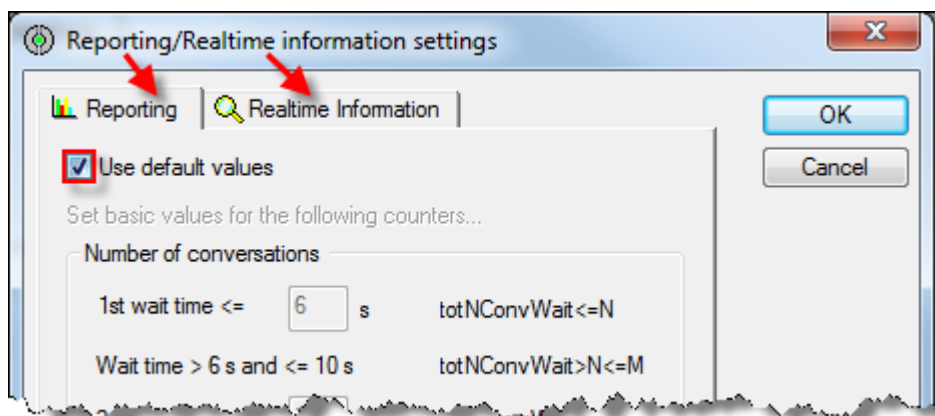 Reporting/Realtime information settings
Reporting
Realtime Information
OK
Use default values
Cancel
Set basic values for the following counters...
Number of conversations
1st wait time <= 6 s totNConvWait<=N
Wait time > 6 s and <= 10 s totNConvWait>N<=M